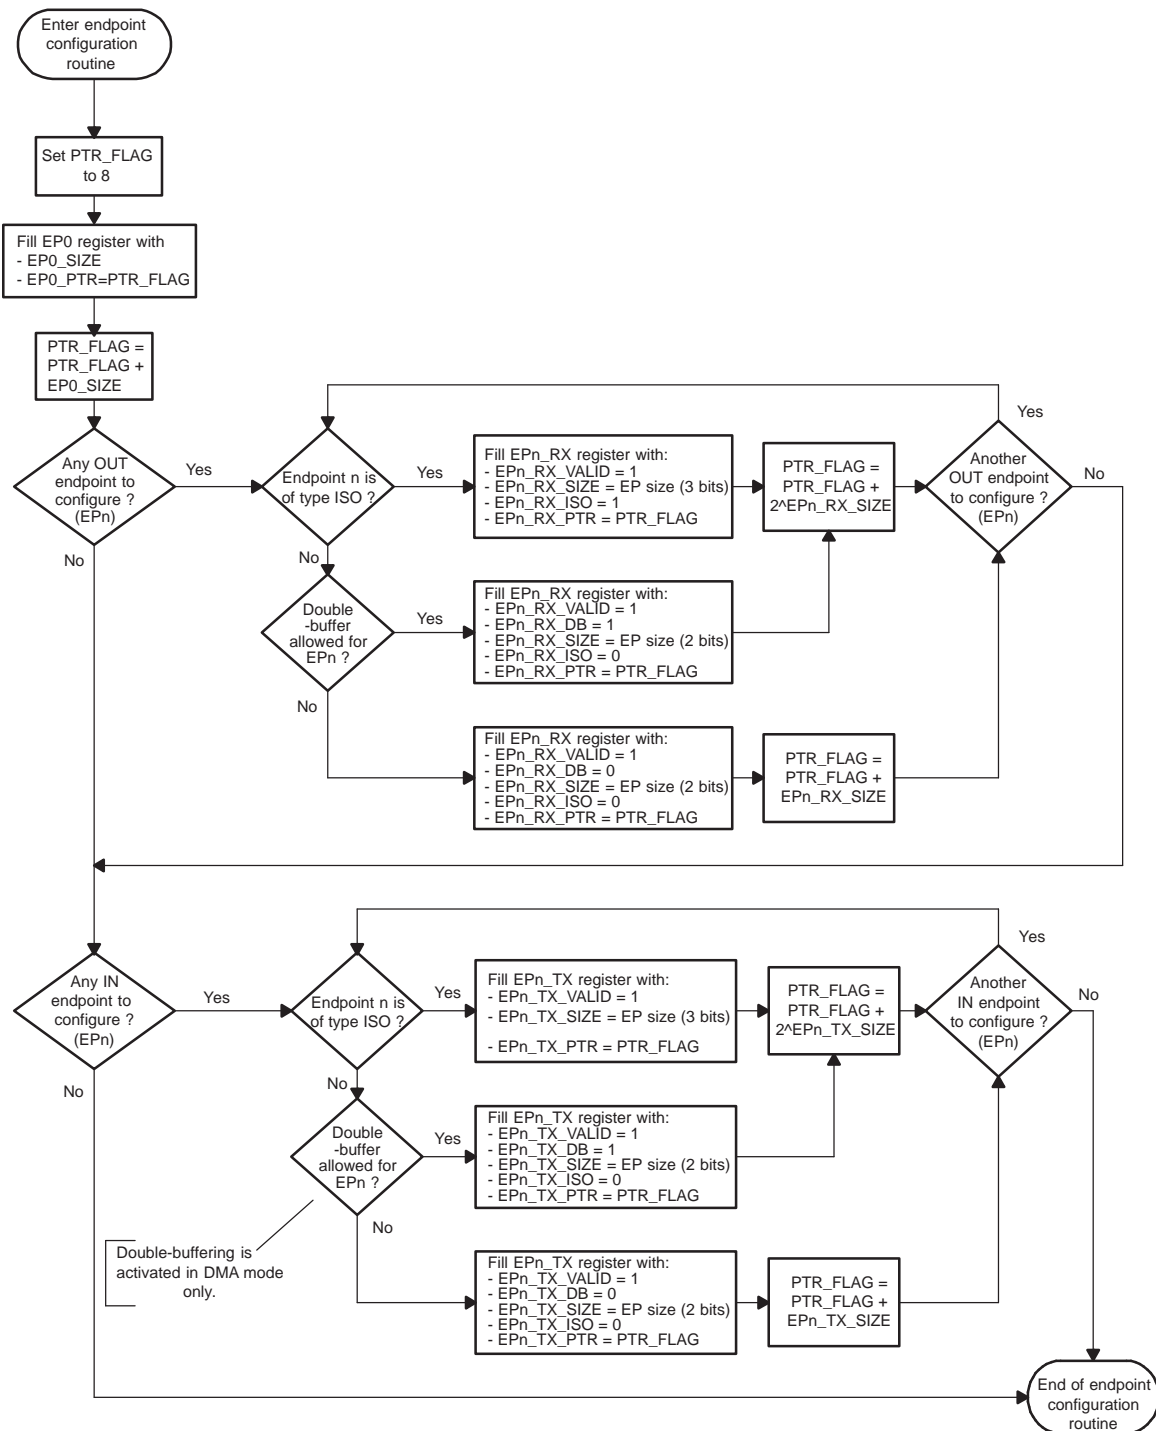 Enter endpoint
configuration
routine
Set PTR_FLAG
to 8
Fill EP0 register with
- EP0_SIZE
- EP0_PTR=PTR_FLAG
PTR_FLAG =
PTR_FLAG +
EP0_SIZE
Any OUT
endpoint to
configure ?
(EPn)
Yes
No
Endpoint n is
of type ISO ?
Yes
No
Fill EPn_RX register with:
- EPn_RX_VALID = 1
- EPn_RX_SIZE = EP size (3 bits)
- EPn_RX_ISO = 1
- EPn_RX_PTR = PTR_FLAG
PTR_FLAG =
PTR_FLAG +
2^EPn_RX_SIZE
Another
OUT endpoint
to configure ?
(EPn)
Yes
No
Double
-buffer
allowed for
EPn ?
Yes
No
Fill EPn_RX register with:
- EPn_RX_VALID = 1
- EPn_RX_DB = 1
- EPn_RX_SIZE = EP size (2 bits)
- EPn_RX_ISO = 0
- EPn_RX_PTR = PTR_FLAG
Fill EPn_RX register with:
- EPn_RX_VALID = 1
- EPn_RX_DB = 0
- EPn_RX_SIZE = EP size (2 bits)
- EPn_RX_ISO = 0
- EPn_RX_PTR = PTR_FLAG
PTR_FLAG =
PTR_FLAG +
EPn_RX_SIZE
Any IN
endpoint to
configure ?
(EPn)
Yes
No
Endpoint n is
of type ISO ?
Yes
No
Fill EPn_TX register with:
- EPn_TX_VALID = 1
- EPn_TX_SIZE = EP size (3 bits)
- EPn_TX_PTR = PTR_FLAG
PTR_FLAG =
PTR_FLAG +
2^EPn_TX_SIZE
Another
IN endpoint
to configure ?
(EPn)
Yes
No
Double
-buffer
allowed for
EPn ?
Yes
No
Fill EPn_TX register with:
- EPn_TX_VALID = 1
- EPn_TX_DB = 1
- EPn_TX_SIZE = EP size (2 bits)
- EPn_TX_ISO = 0
- EPn_TX_PTR = PTR_FLAG
Double-buffering is
activated in DMA mode
only.
Fill EPn_TX register with:
- EPn_TX_VALID = 1
- EPn_TX_DB = 0
- EPn_TX_SIZE = EP size (2 bits)
- EPn_TX_ISO = 0
- EPn_TX_PTR = PTR_FLAG
PTR_FLAG =
PTR_FLAG +
EPn_TX_SIZE
End of endpoint
configuration
routine